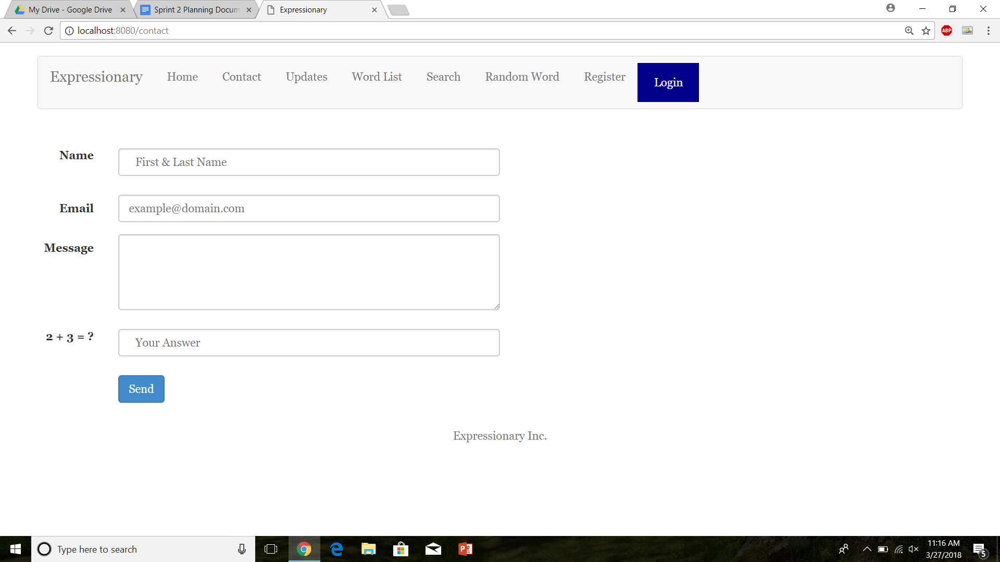 My Drive - Google Drive
Sprint 2 Planning Docum
Expressionary
localhost:8080/contact
ABP
Expressionary Home Contact Updates Word List Search Random Word Register Login
Name First & Last Name
Email example@domain.com
Message
2 + 3 = ? Your Answer
Send
Expressionary Inc.
Type here to search
11:16 AM
3/27/2018
5